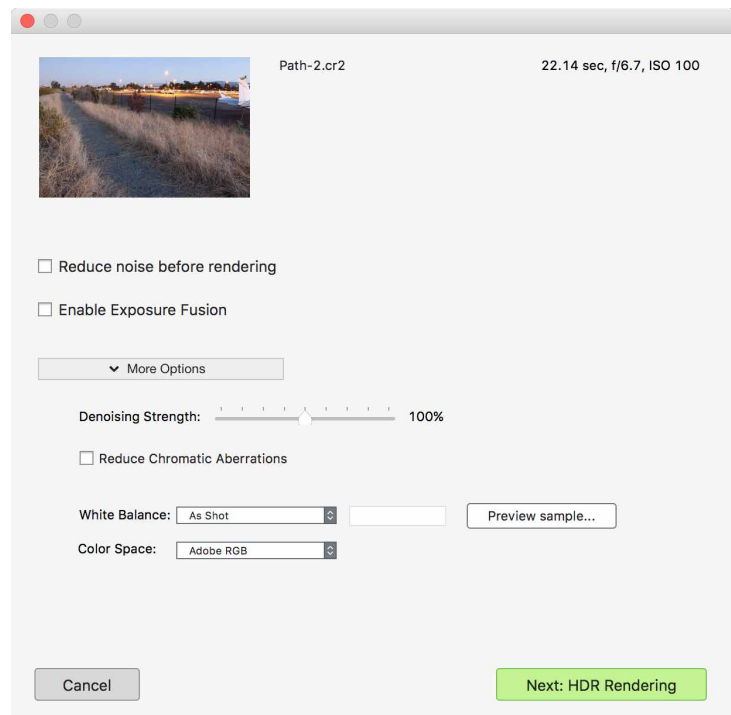 Path-2.cr2 22.14 sec, f/6.7, ISO 100
Reduce noise before rendering
Enable Exposure Fusion
More Options
Denoising Strength: 100%
Reduce Chromatic Aberrations
White Balance: As Shot Preview sample...
Color Space: Adobe RGB
Cancel Next: HDR Rendering